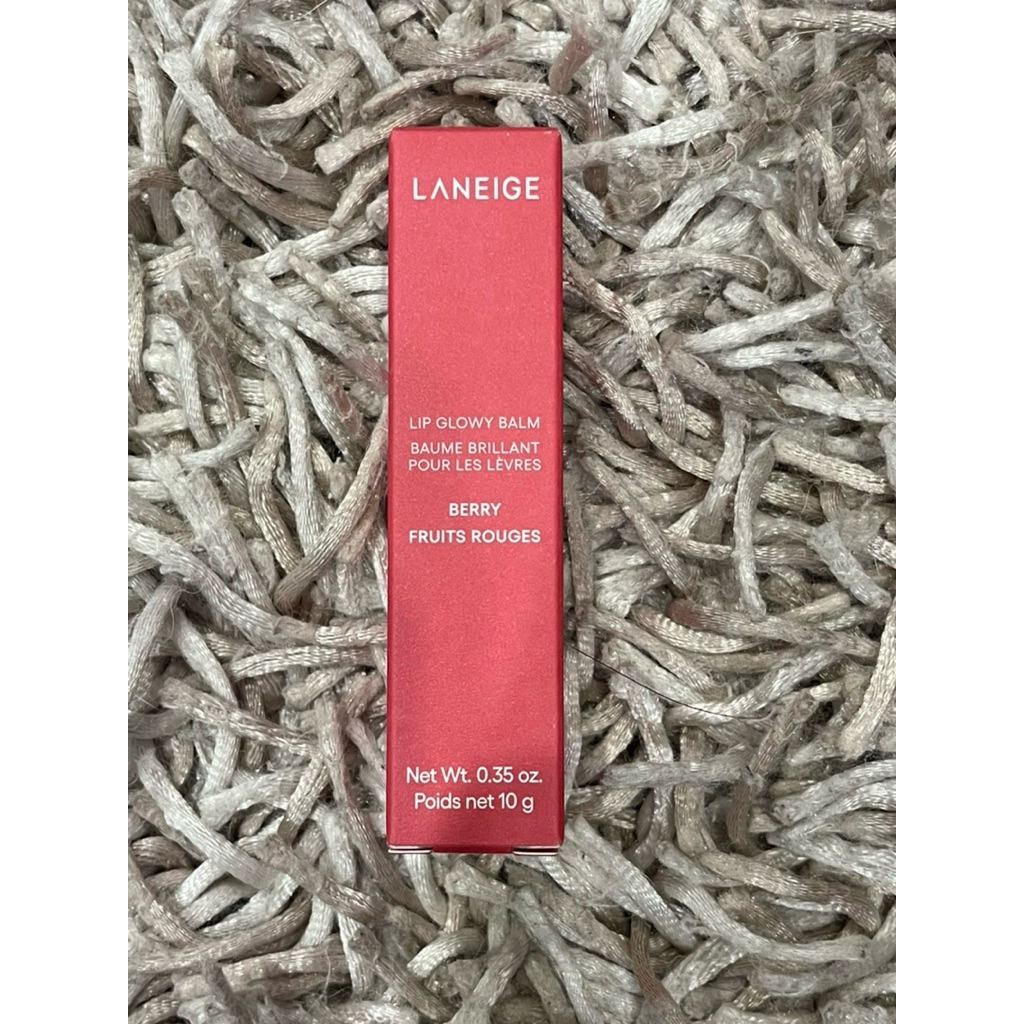 LANEIGE
LIP GLOWY BALM
BAUME BRILLANT
POUR LES LÈVRES
BERRY
FRUITS ROUGES
Net Wt. 0.35 oz.
Poids net 10 g